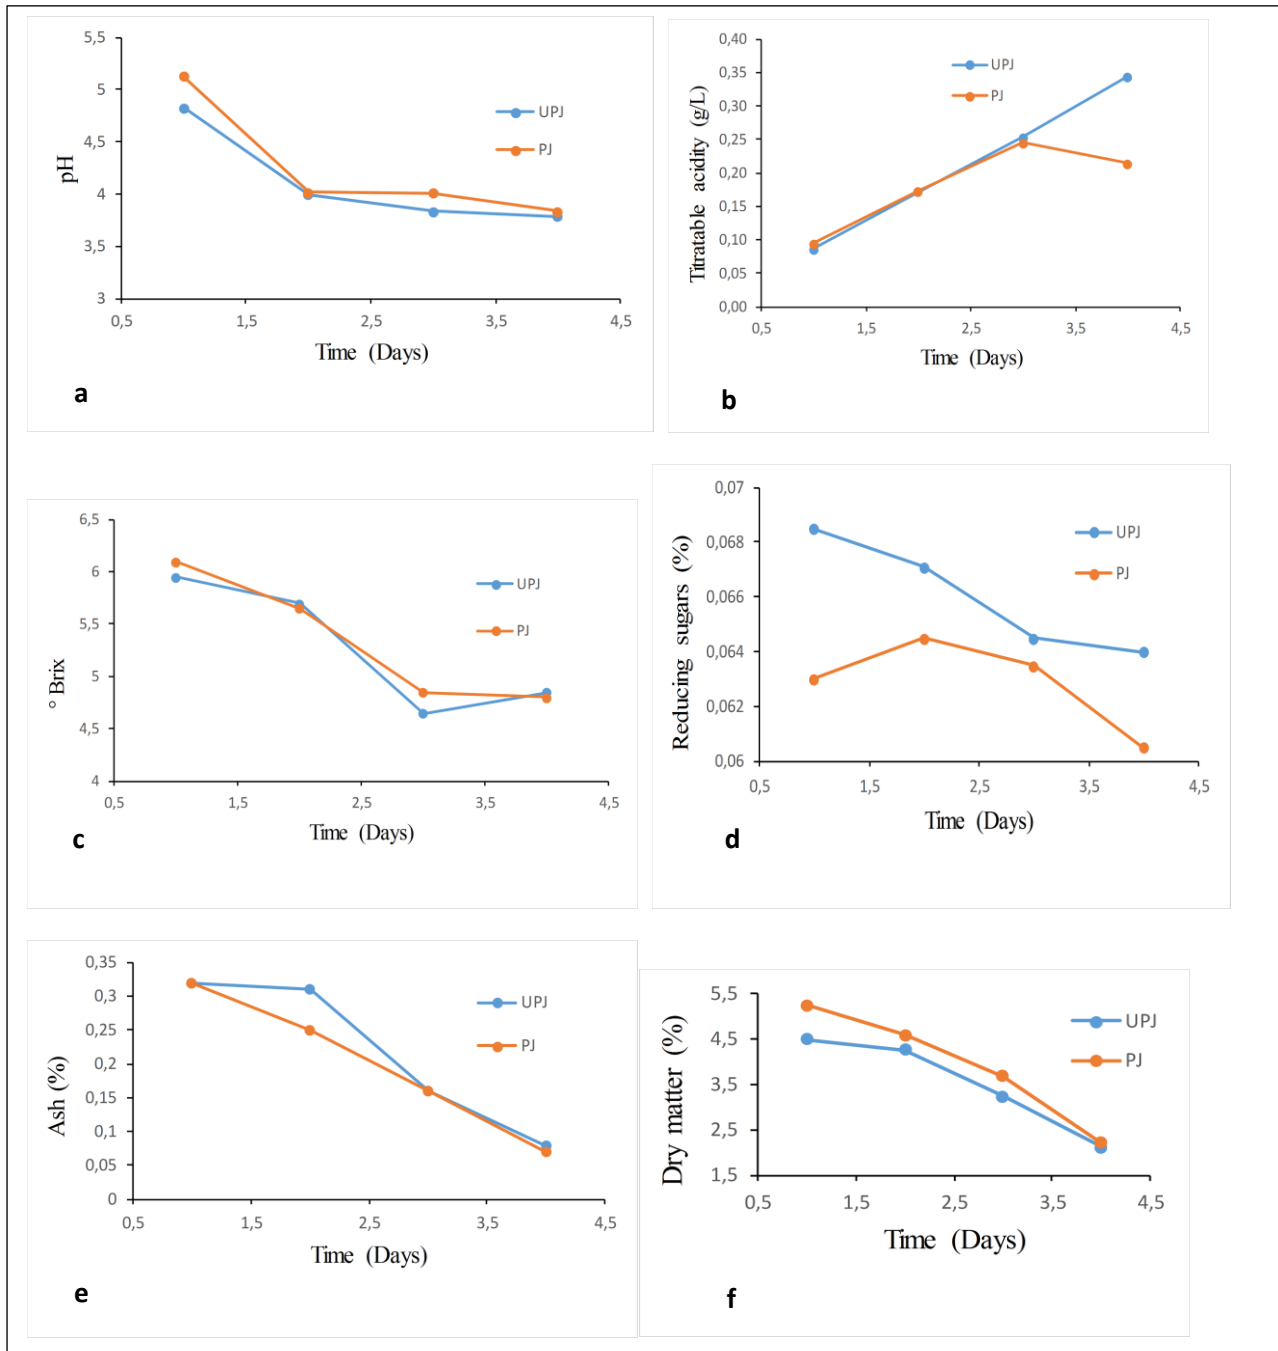 5,5
5
4,5
4
3,5
3
pH
UPJ
PJ
0,5 1,5 2,5 3,5 4,5
Time (Days)
a
0,40
0,35
0,30
0,25
0,20
0,15
0,10
0,05
0,00
Titratable acidity (g/L)
UPJ
PJ
0,5 1,5 2,5 3,5 4,5
Time (Days)
b
6,5
6
5,5
5
4,5
4
° Brix
UPJ
PJ
0,5 1,5 2,5 3,5 4,5
Time (Days)
c
0,07
0,068
0,066
0,064
0,062
0,06
Reducing sugars (%)
UPJ
PJ
0,5 1,5 2,5 3,5 4,5
Time (Days)
d
0,35
0,3
0,25
0,2
0,15
0,1
0,05
0
Ash (%)
UPJ
PJ
0,5 1,5 2,5 3,5 4,5
Time (Days)
e
5,5
4,5
3,5
2,5
1,5
Dry matter (%)
UPJ
PJ
0,5 1,5 2,5 3,5 4,5
Time (Days)
f